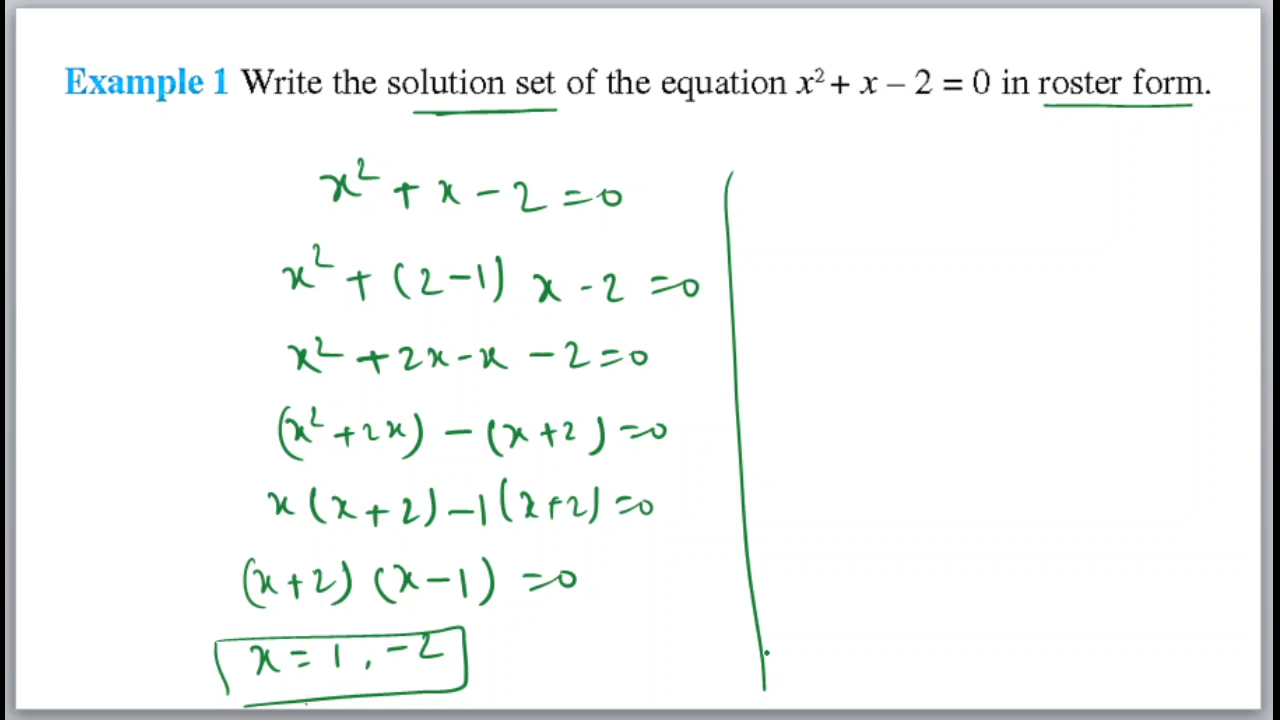 Example 1 Write the solution set of the equation x² + x – 2 = 0 in roster form.
x² + x - 2 = 0
x² + (2-1) x - 2 = 0
x² + 2x - x - 2 = 0
(x² + 2x) - (x + 2) = 0
x (x + 2) - 1 (x + 2) = 0
(x + 2) (x - 1) = 0
x = 1, -2